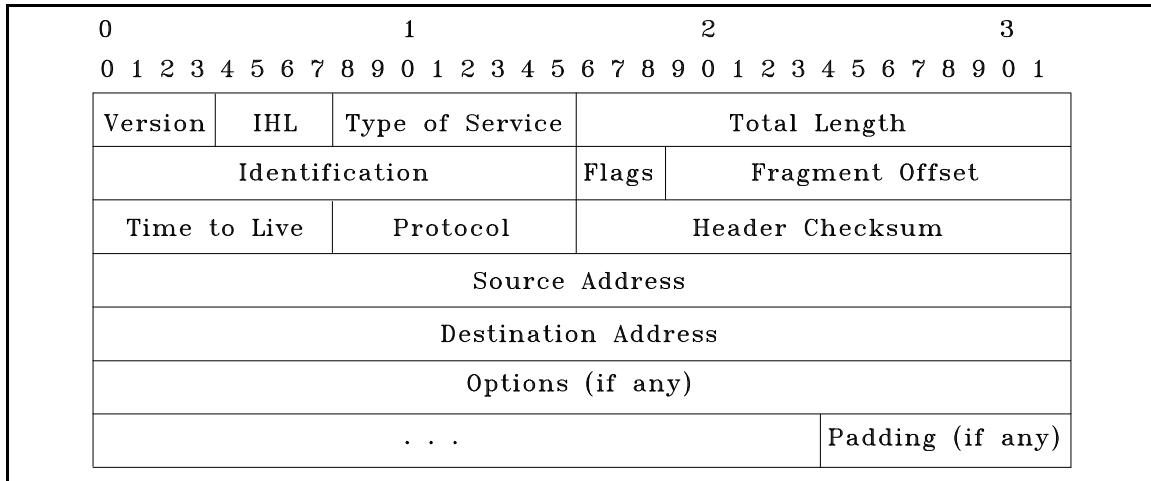 0 1 2 3
0 1 2 3 4 5 6 7 8 9 0 1 2 3 4 5 6 7 8 9 0 1 2 3 4 5 6 7 8 9 0 1
Version IHL Type of Service Total Length
Identification Flags Fragment Offset
Time to Live Protocol Header Checksum
Source Address
Destination Address
Options (if any)
. . . Padding (if any)